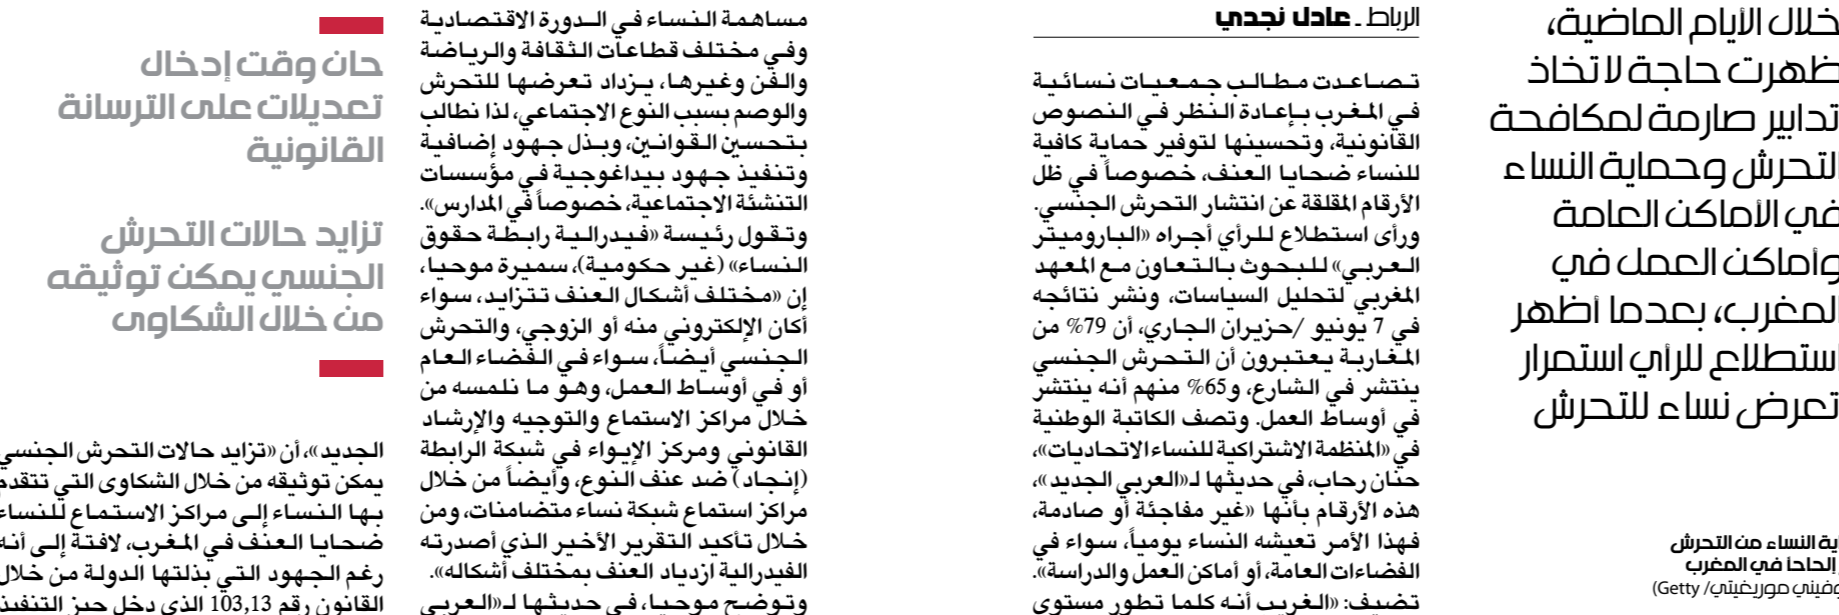 خلال الأيام الماضية،
ظهرت حاجة لاتخاذ
تدابير صارمة لمكافحة
التحرش وحماية النساء
في الأماكن العامة
وأماكن العمل في
المغرب، بعدما أظهر
استطلاع للرأي استمرار
تعرض نساء للتحرش
النساء من التحرش
إلحاحاً في المغرب
موريغيتي/ Getty)
الرباط ـ عادل نجدي
تصاعدت مطالب جمعيات نسائية
في المغرب بإعادة النظر في النصوص
القانونية، وتحسينها لتوفير حماية كافية
للنساء ضحايا العنف، خصوصاً في ظل
الأرقام المقلقة عن انتشار التحرش الجنسي.
ورأى استطلاع للرأي أجراه «الباروميتر
العربي» للبحوث بالتعاون مع المعهد
المغربي لتحليل السياسات، ونشر نتائجه
في 7 يونيو /حزيران الجاري، أن 79% من
المغاربة يعتبرون أن التحرش الجنسي
ينتشر في الشارع، و65% منهم أنه ينتشر
في أوساط العمل. وتصف الكاتبة الوطنية
في «المنظمة الاشتراكية للنساء الاتحاديات»،
حنان رحاب، في حديثها لـ«العربي الجديد»،
هذه الأرقام بأنها «غير مفاجئة أو صادمة،
فهذا الأمر تعيشه النساء يومياً، سواء في
الفضاءات العامة، أو أماكن العمل والدراسة».
تضيف: «الغريب أنه كلما تطور مستوى
مساهمة النساء في الدورة الاقتصادية
وفي مختلف قطاعات الثقافة والرياضة
والفن وغيرها، يزداد تعرضها للتحرش
والوصم بسبب النوع الاجتماعي، لذا نطالب
بتحسين القوانين، وبذل جهود إضافية
وتنفيذ جهود بيداغوجية في مؤسسات
التنشئة الاجتماعية، خصوصاً في المدارس».
وتقول رئيسة «فيدرالية رابطة حقوق
النساء» (غير حكومية)، سميرة موحيا،
إن «مختلف أشكال العنف تتزايد، سواء
أكان الإلكتروني منه أو الزوجي، والتحرش
الجنسي أيضاً، سواء في الفضاء العام
أو في أوساط العمل، وهو ما نلمسه من
خلال مراكز الاستماع والتوجيه والإرشاد
القانوني ومركز الإيواء في شبكة الرابطة
(إنجاد) ضد عنف النوع، وأيضاً من خلال
مراكز استماع شبكة نساء متضامنات، ومن
خلال تأكيد التقرير الأخير الذي أصدرته
الفيدرالية ازدياد العنف بمختلف أشكاله».
وتوضح موحيا، في حديثها لـ«العربي
حان وقت إدخال
تعديلات على الترسانة
القانونية
تزايد حالات التحرش
الجنسي يمكن توثيقه
من خلال الشكاوى
الجديد»، أن «تزايد حالات التحرش الجنسي
يمكن توثيقه من خلال الشكاوى التي تتقدم
بها النساء إلى مراكز الاستماع للنساء
ضحايا العنف في المغرب، لافتة إلى أنه
رغم الجهود التي بذلتها الدولة من خلال
القانون رقم 103,13 الذي دخل حيز التنفيذ